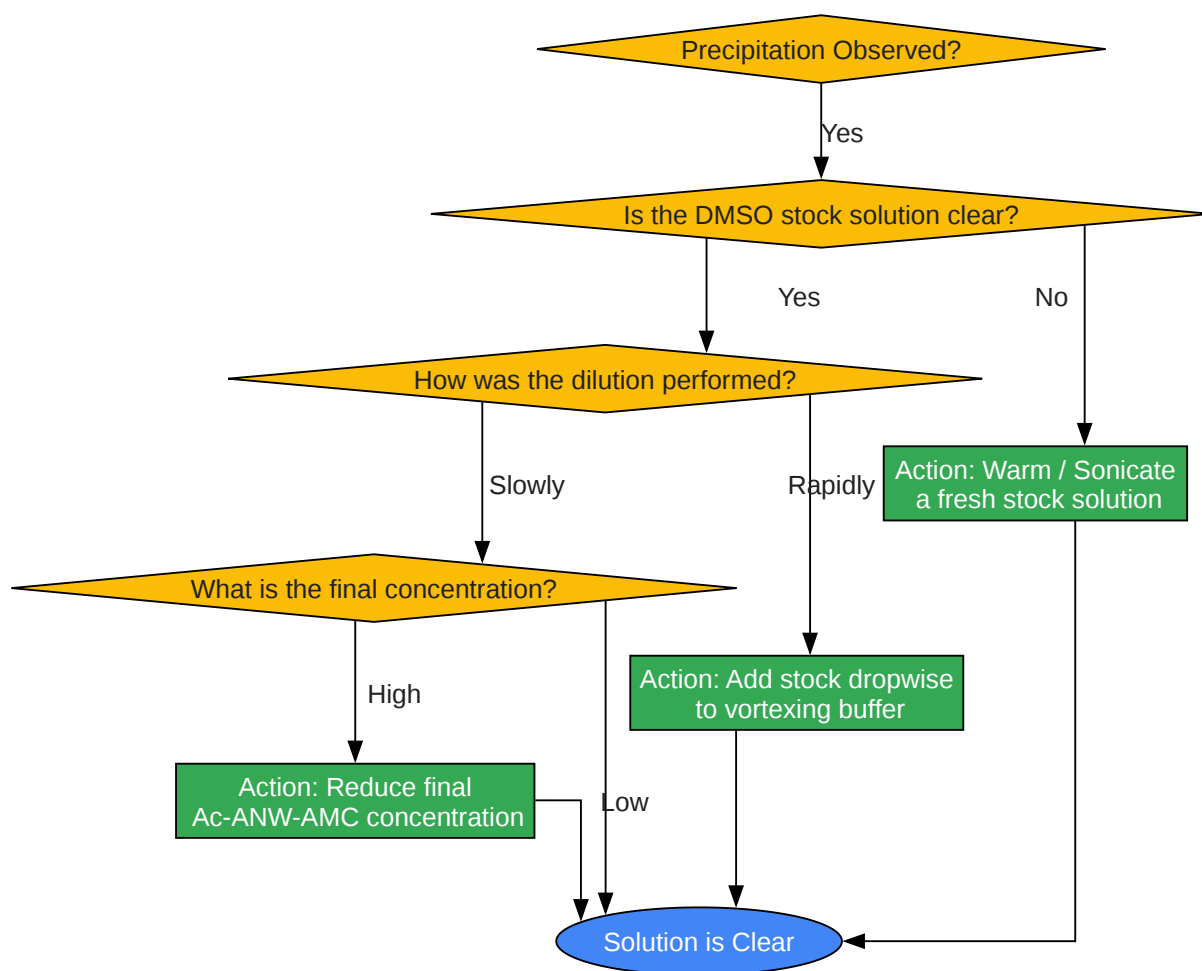 Precipitation Observed?
Yes
Is the DMSO stock solution clear?
Yes
No
How was the dilution performed?
Slowly
Rapidly
Action: Warm / Sonicate
a fresh stock solution
What is the final concentration?
Action: Add stock dropwise
to vortexing buffer
High
Action: Reduce final
Ac-ANW-AMC concentration
Low
Solution is Clear